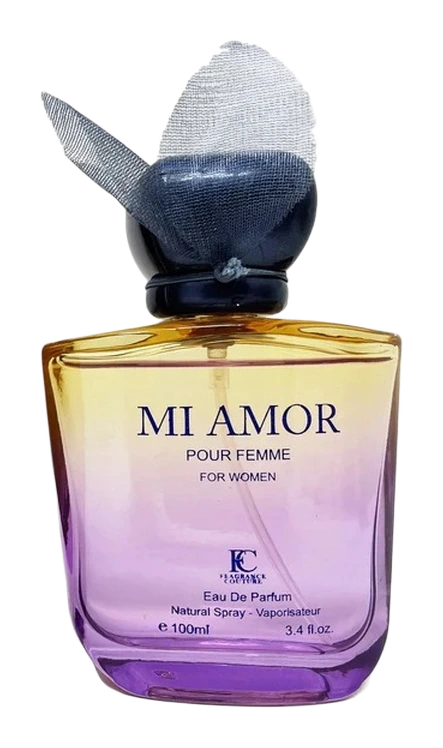 MI AMOR
POUR FEMME
FOR WOMEN
FC
FRAGRANCE
COUTURE
Eau De Parfum
Natural Spray - Vaporisateur
e 100ml 3.4 fl.oz.